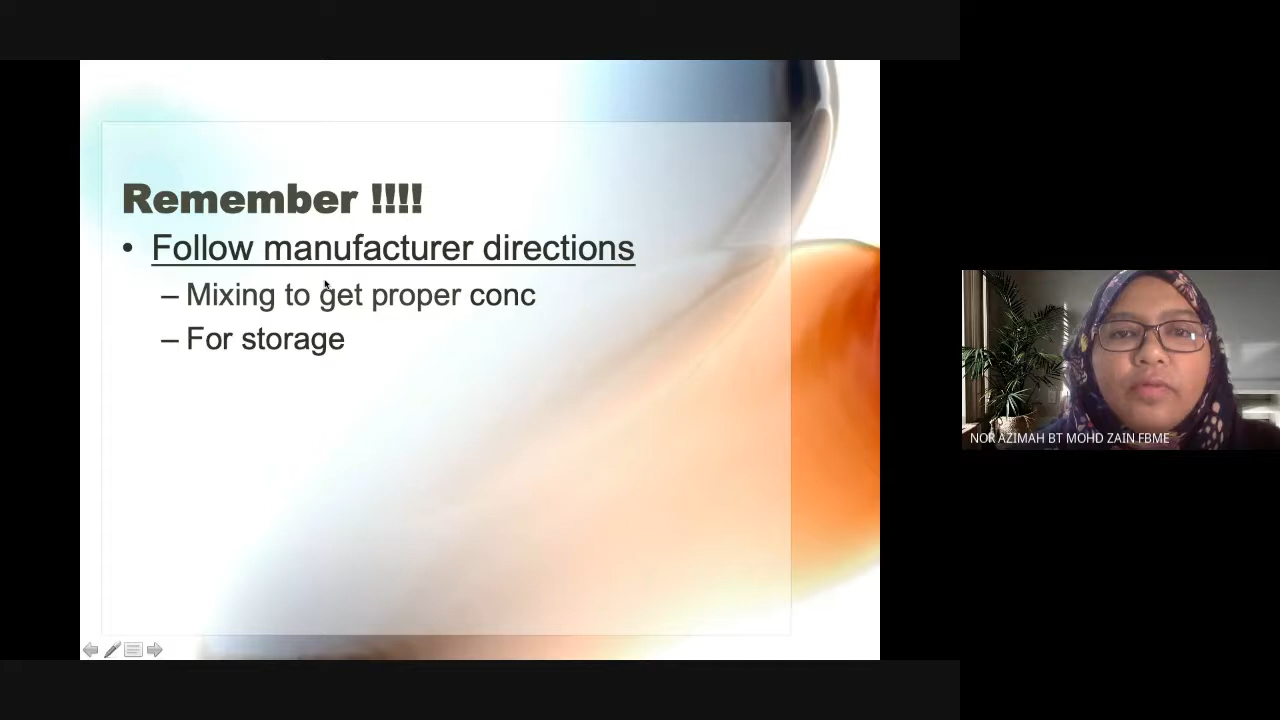 Remember !!!!
• Follow manufacturer directions
– Mixing to get proper conc
– For storage
NOR AZIMAH BT MOHD ZAIN FBME